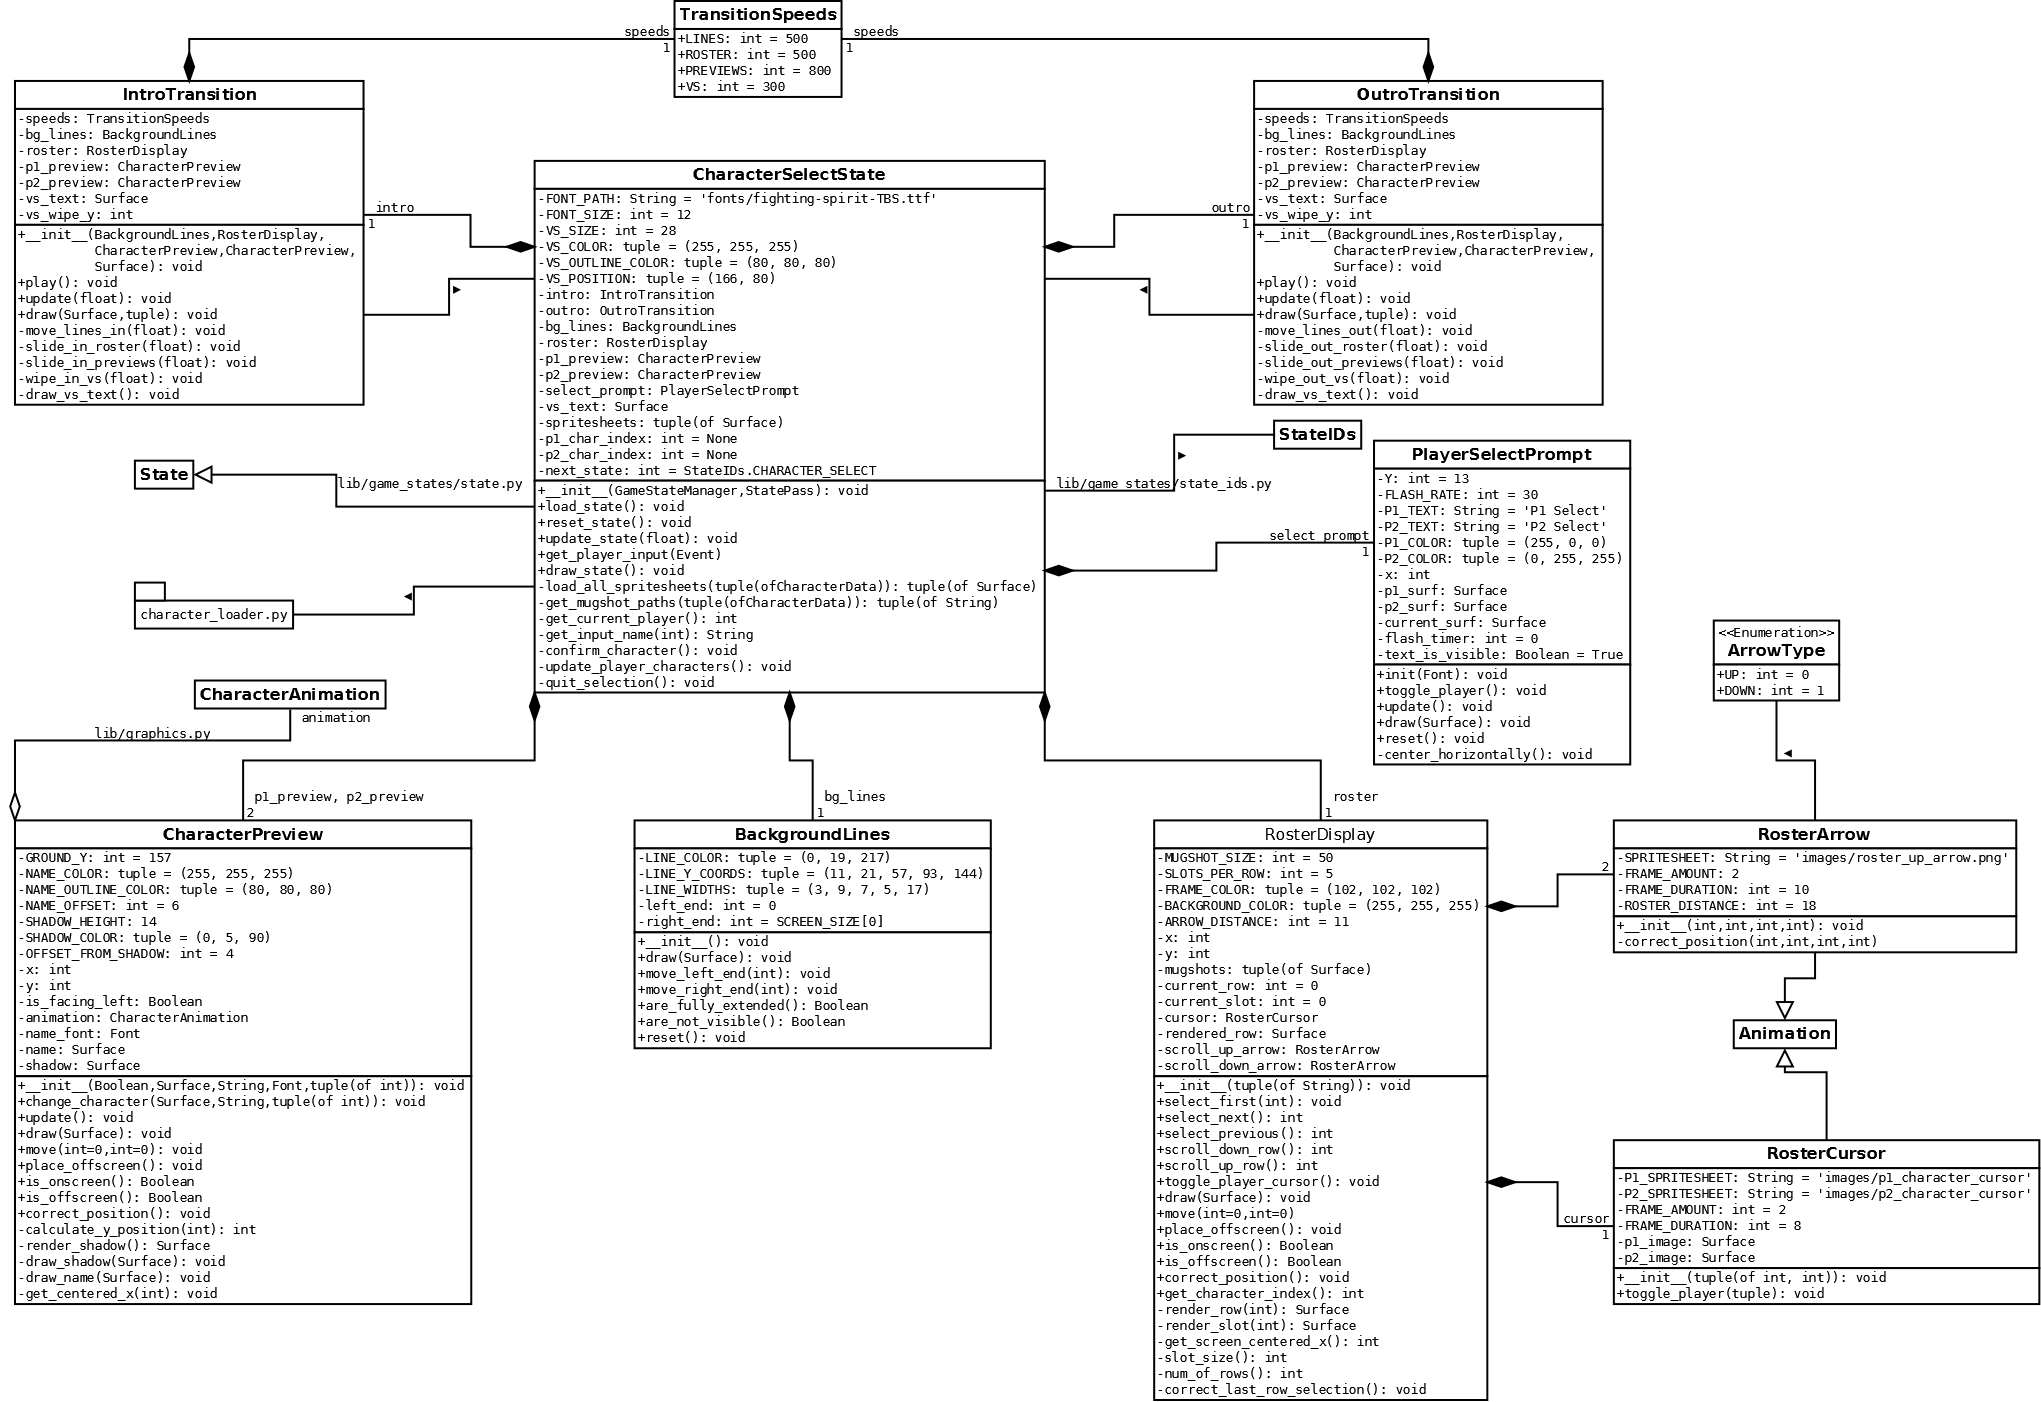 TransitionSpeeds
+LINES: int = 500
+ROSTER: int = 500
+PREVIEWS: int = 800
+VS: int = 300
speeds
1
speeds
1
IntroTransition
-speeds: TransitionSpeeds
-bg_lines: BackgroundLines
-roster: RosterDisplay
-p1_preview: CharacterPreview
-p2_preview: CharacterPreview
-vs_text: Surface
-vs_wipe_y: int
+__init__(BackgroundLines,RosterDisplay,
CharacterPreview,CharacterPreview,
Surface): void
+play(): void
+update(float): void
+draw(Surface,tuple): void
-move_lines_in(float): void
-slide_in_roster(float): void
-slide_in_previews(float): void
-wipe_in_vs(float): void
-draw_vs_text(): void
intro
1
CharacterSelectState
-FONT_PATH: String = 'fonts/fighting-spirit-TBS.ttf'
-FONT_SIZE: int = 12
-VS_SIZE: int = 28
-VS_COLOR: tuple = (255, 255, 255)
-VS_OUTLINE_COLOR: tuple = (80, 80, 80)
-VS_POSITION: tuple = (166, 80)
-intro: IntroTransition
-outro: OutroTransition
-bg_lines: BackgroundLines
-roster: RosterDisplay
-p1_preview: CharacterPreview
-p2_preview: CharacterPreview
-select_prompt: PlayerSelectPrompt
-vs_text: Surface
-spritesheets: tuple(of Surface)
-p1_char_index: int = None
-p2_char_index: int = None
-next_state: int = StateIDs.CHARACTER_SELECT
+__init__(GameStateManager,StatePass): void
+load_state(): void
+reset_state(): void
+update_state(float): void
+get_player_input(Event)
+draw_state(): void
-load_all_spritesheets(tuple(ofCharacterData)): tuple(of Surface)
-get_mugshot_paths(tuple(ofCharacterData)): tuple(of String)
-get_current_player(): int
-get_input_name(int): String
-confirm_character(): void
-update_player_characters(): void
-quit_selection(): void
outro
1
OutroTransition
-speeds: TransitionSpeeds
-bg_lines: BackgroundLines
-roster: RosterDisplay
-p1_preview: CharacterPreview
-p2_preview: CharacterPreview
-vs_text: Surface
-vs_wipe_y: int
+__init__(BackgroundLines,RosterDisplay,
CharacterPreview,CharacterPreview,
Surface): void
+play(): void
+update(float): void
+draw(Surface,tuple): void
-move_lines_out(float): void
-slide_out_roster(float): void
-slide_out_previews(float): void
-wipe_out_vs(float): void
-draw_vs_text(): void
State
lib/game_states/state.py
StateIDs
lib/game_states/state_ids.py
character_loader.py
select_prompt
1
PlayerSelectPrompt
-Y: int = 13
-FLASH_RATE: int = 30
-P1_TEXT: String = 'P1 Select'
-P2_TEXT: String = 'P2 Select'
-P1_COLOR: tuple = (255, 0, 0)
-P2_COLOR: tuple = (0, 255, 255)
-x: int
-p1_surf: Surface
-p2_surf: Surface
-current_surf: Surface
-flash_timer: int = 0
-text_is_visible: Boolean = True
+init(Font): void
+toggle_player(): void
+update(): void
+draw(Surface): void
+reset(): void
-center_horizontally(): void
<<Enumeration>>
ArrowType
+UP: int = 0
+DOWN: int = 1
CharacterAnimation
animation
lib/graphics.py
p1_preview, p2_preview
2
CharacterPreview
-GROUND_Y: int = 157
-NAME_COLOR: tuple = (255, 255, 255)
-NAME_OUTLINE_COLOR: tuple = (80, 80, 80)
-NAME_OFFSET: int = 6
-SHADOW_HEIGHT: 14
-SHADOW_COLOR: tuple = (0, 5, 90)
-OFFSET_FROM_SHADOW: int = 4
-x: int
-y: int
-is_facing_left: Boolean
-animation: CharacterAnimation
-name_font: Font
-name: Surface
-shadow: Surface
+__init__(Boolean,Surface,String,Font,tuple(of int)): void
+change_character(Surface,String,tuple(of int)): void
+update(): void
+draw(Surface): void
+move(int=0,int=0): void
+place_offscreen(): void
+is_onscreen(): Boolean
+is_offscreen(): Boolean
+correct_position(): void
-calculate_y_position(int): int
-render_shadow(): Surface
-draw_shadow(Surface): void
-draw_name(Surface): void
-get_centered_x(int): void
bg_lines
1
BackgroundLines
-LINE_COLOR: tuple = (0, 19, 217)
-LINE_Y_COORDS: tuple = (11, 21, 57, 93, 144)
-LINE_WIDTHS: tuple = (3, 9, 7, 5, 17)
-left_end: int = 0
-right_end: int = SCREEN_SIZE[0]
+__init__(): void
+draw(Surface): void
+move_left_end(int): void
+move_right_end(int): void
+are_fully_extended(): Boolean
+are_not_visible(): Boolean
+reset(): void
roster
1
RosterDisplay
-MUGSHOT_SIZE: int = 50
-SLOTS_PER_ROW: int = 5
-FRAME_COLOR: tuple = (102, 102, 102)
-BACKGROUND_COLOR: tuple = (255, 255, 255)
-ARROW_DISTANCE: int = 11
-x: int
-y: int
-mugshots: tuple(of Surface)
-current_row: int = 0
-current_slot: int = 0
-cursor: RosterCursor
-rendered_row: Surface
-scroll_up_arrow: RosterArrow
-scroll_down_arrow: RosterArrow
+__init__(tuple(of String)): void
+select_first(int): void
+select_next(): int
+select_previous(): int
+scroll_down_row(): int
+scroll_up_row(): int
+toggle_player_cursor(): void
+draw(Surface): void
+move(int=0,int=0)
+place_offscreen(): void
+is_onscreen(): Boolean
+is_offscreen(): Boolean
+correct_position(): void
+get_character_index(): int
-render_row(int): Surface
-render_slot(int): Surface
-get_screen_centered_x(): int
-slot_size(): int
-num_of_rows(): int
-correct_last_row_selection(): void
2
RosterArrow
-SPRITESHEET: String = 'images/roster_up_arrow.png'
-FRAME_AMOUNT: 2
-FRAME_DURATION: int = 10
-ROSTER_DISTANCE: int = 18
+__init__(int,int,int,int): void
-correct_position(int,int,int,int)
Animation
cursor
1
RosterCursor
-P1_SPRITESHEET: String = 'images/p1_character_cursor'
-P2_SPRITESHEET: String = 'images/p2_character_cursor'
-FRAME_AMOUNT: int = 2
-FRAME_DURATION: int = 8
-p1_image: Surface
-p2_image: Surface
+__init__(tuple(of int, int)): void
+toggle_player(tuple): void